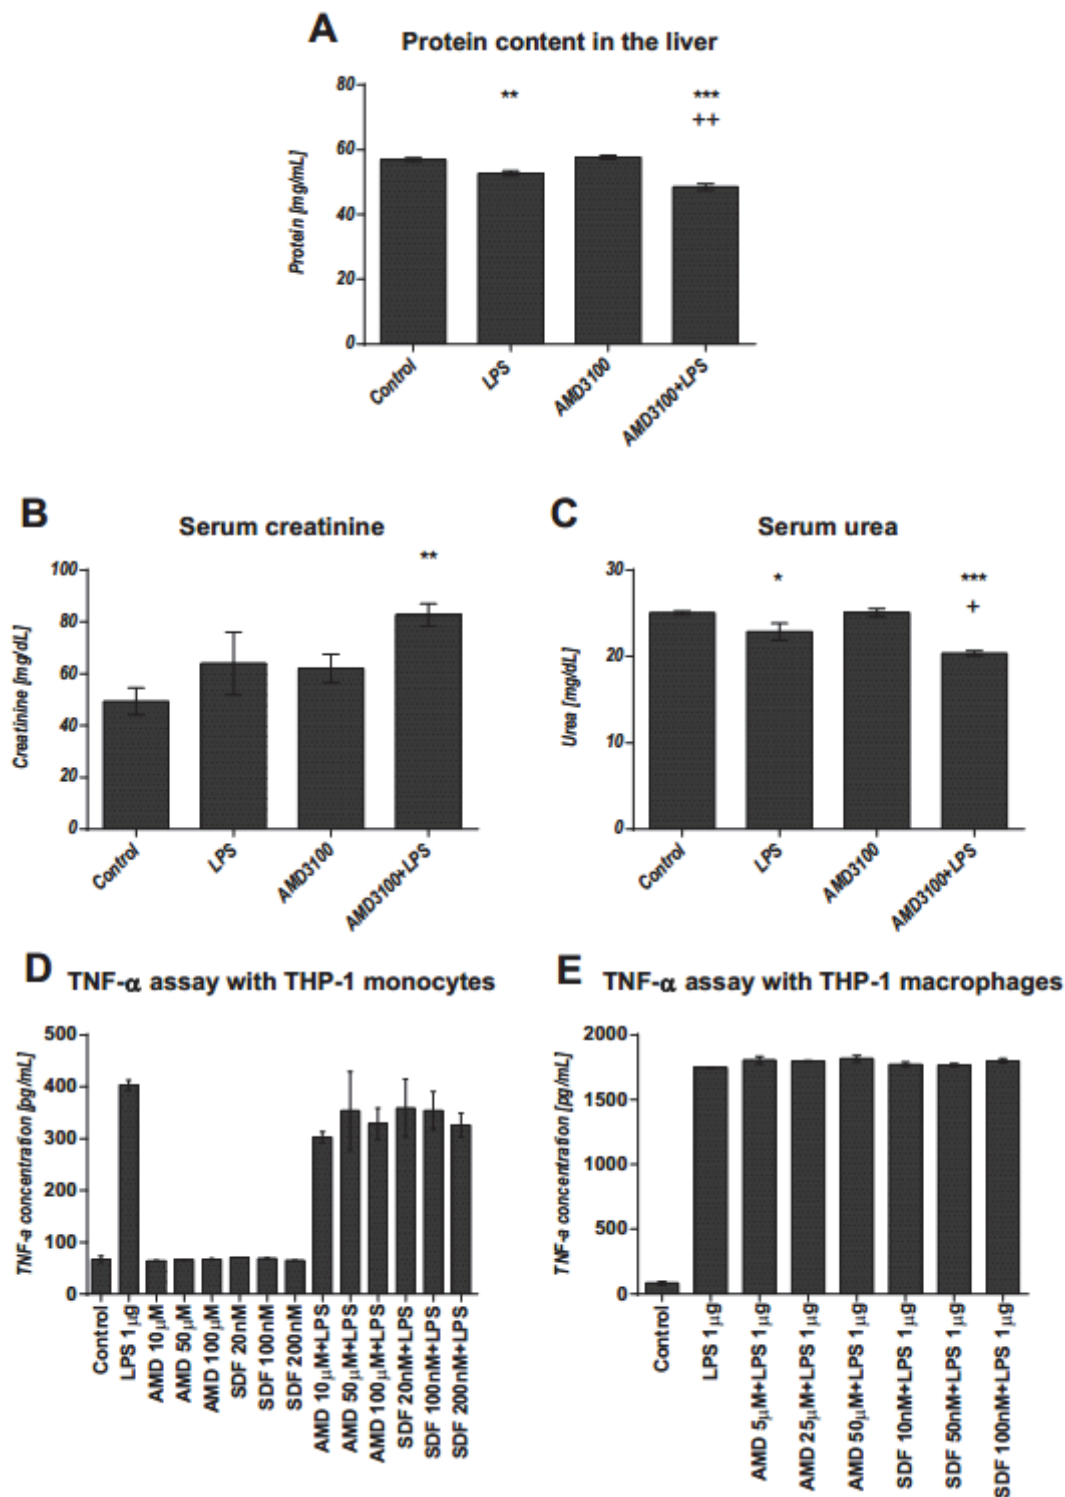 A Protein content in the liver
Protein [mg/mL]
80
60
40
20
0
**
***
++
Control
LPS
AMD3100
AMD3100+LPS
B Serum creatinine
Creatinine [mg/dL]
100
80
60
40
20
0
**
Control
LPS
AMD3100
AMD3100+LPS
C Serum urea
Urea [mg/dL]
30
20
10
0
*
***
+
Control
LPS
AMD3100
AMD3100+LPS
D TNF-α assay with THP-1 monocytes
TNF-a concentration [pg/mL]
500
400
300
200
100
0
Control
LPS 1µg
AMD 10µM
AMD 50µM
AMD 100µM
SDF 20nM
SDF 100nM
SDF 200nM
AMD 10µM+LPS
AMD 50µM+LPS
AMD 100µM+LPS
SDF 20nM+LPS
SDF 100nM+LPS
SDF 200nM+LPS
E TNF-α assay with THP-1 macrophages
TNF-a concentration [pg/mL]
2000
1500
1000
500
0
Control
LPS 1µg
AMD 5µM+LPS 1µg
AMD 25µM+LPS 1µg
AMD 50µM+LPS 1µg
SDF 10nM+LPS 1µg
SDF 50nM+LPS 1µg
SDF 100nM+LPS 1µg